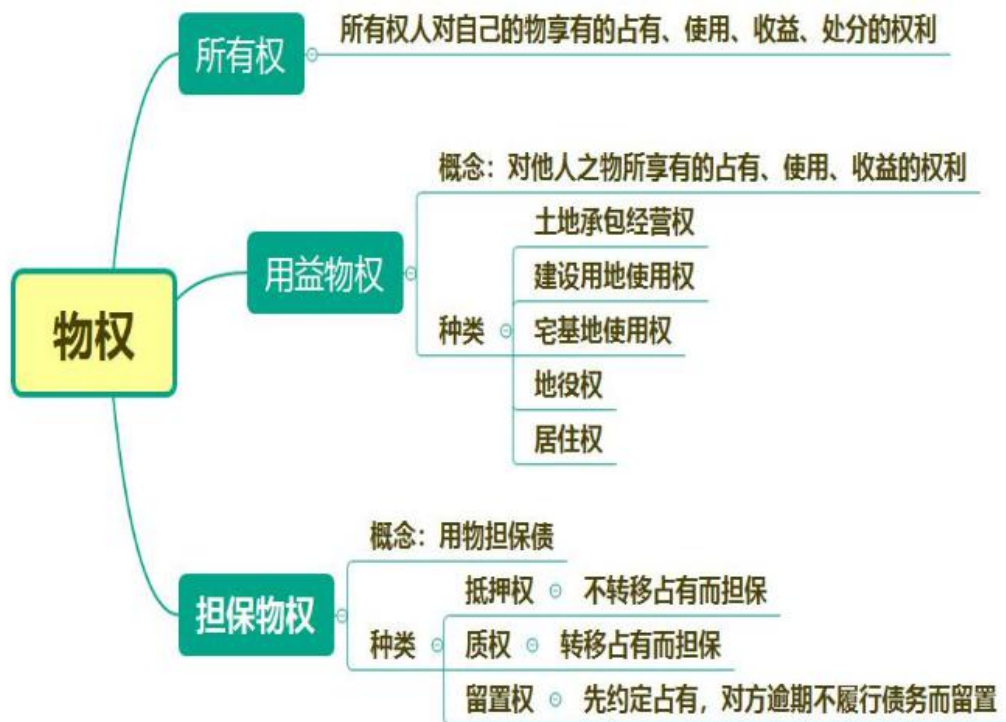 所有权
所有权人对自己的物享有的占有、使用、收益、处分的权利
物权
用益物权
概念：对他人之物所享有的占有、使用、收益的权利
种类
土地承包经营权
建设用地使用权
宅基地使用权
地役权
居住权
担保物权
概念：用物担保债
种类
抵押权 不转移占有而担保
质权 转移占有而担保
留置权 先约定占有，对方逾期不履行债务而留置